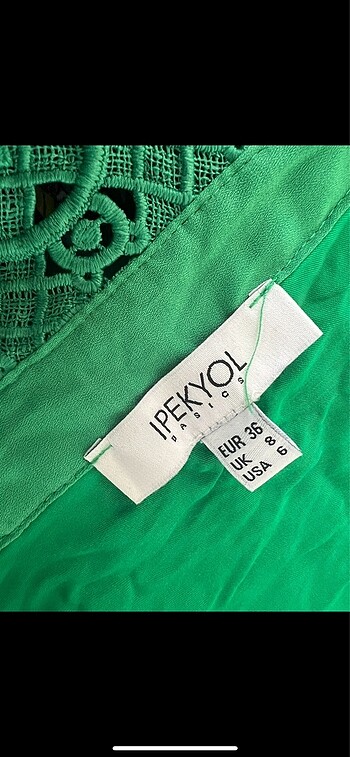 IPEKYOL
BASICS
EUR 36
UK 8
USA 6